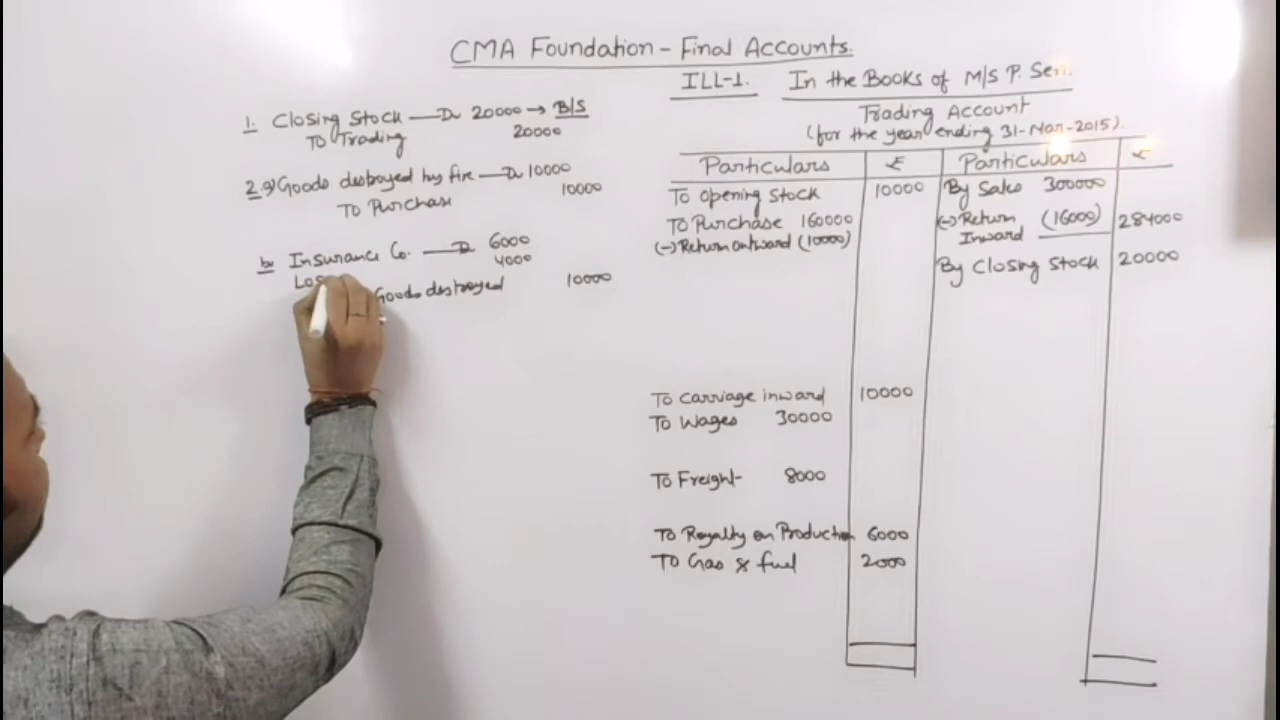 CMA Foundation - Final Accounts.
ILL-1. In the Books of M/S P. Sen.
Trading Account
(for the year ending 31-Mar-2015).
1. Closing Stock — Dr 20000 → B/S
To Trading 20000
2. a) Goods destroyed by fire — Dr 10000
To Purchase 10000
b) Insurance Co. — Dr 6000
Los 4000
Goods destroyed 10000
Particulars ₹ Particulars ₹
To Opening Stock 10000 By Sales 300000
To Purchase 160000 (-) Return (16000) 284000
(-) Return outward (10000) Inward
By Closing Stock 20000
To Carriage inward 10000
To Wages 30000
To Freight- 8000
To Royalty on Production 6000
To Gas & fuel 2000